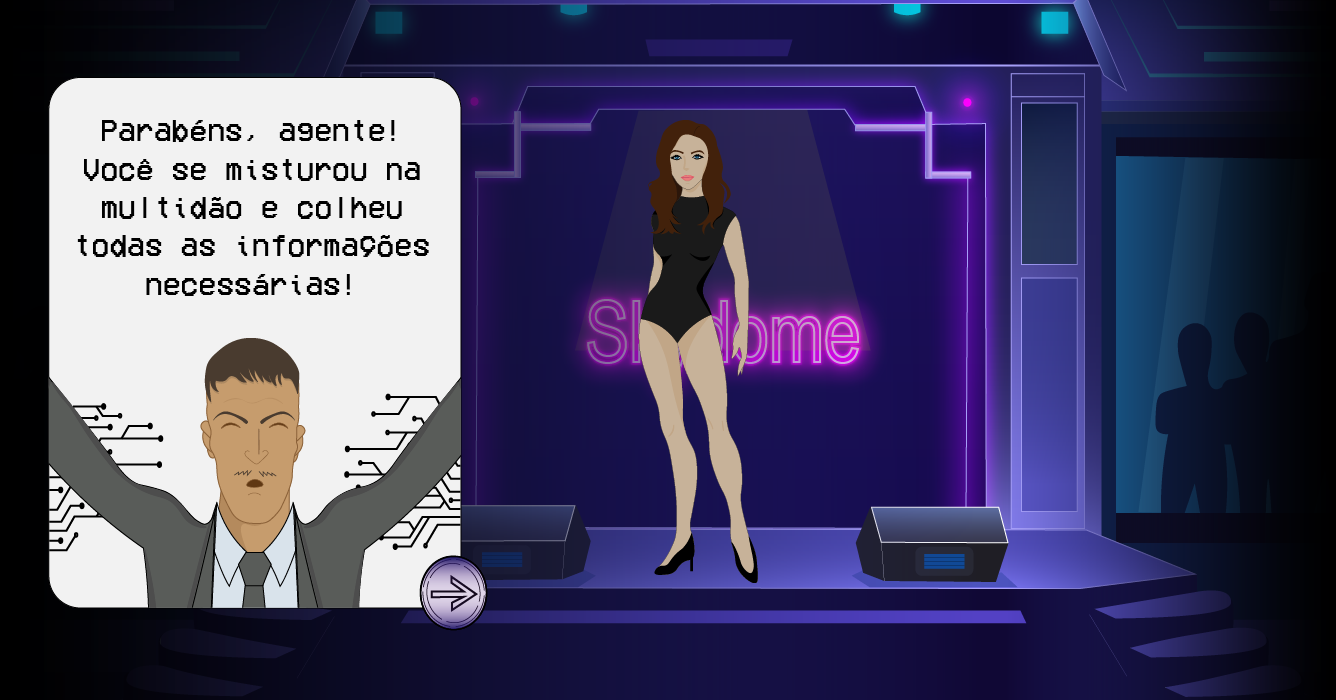 Parabéns, agente!
Você se misturou na
multidão e colheu
todas as informações
necessárias!